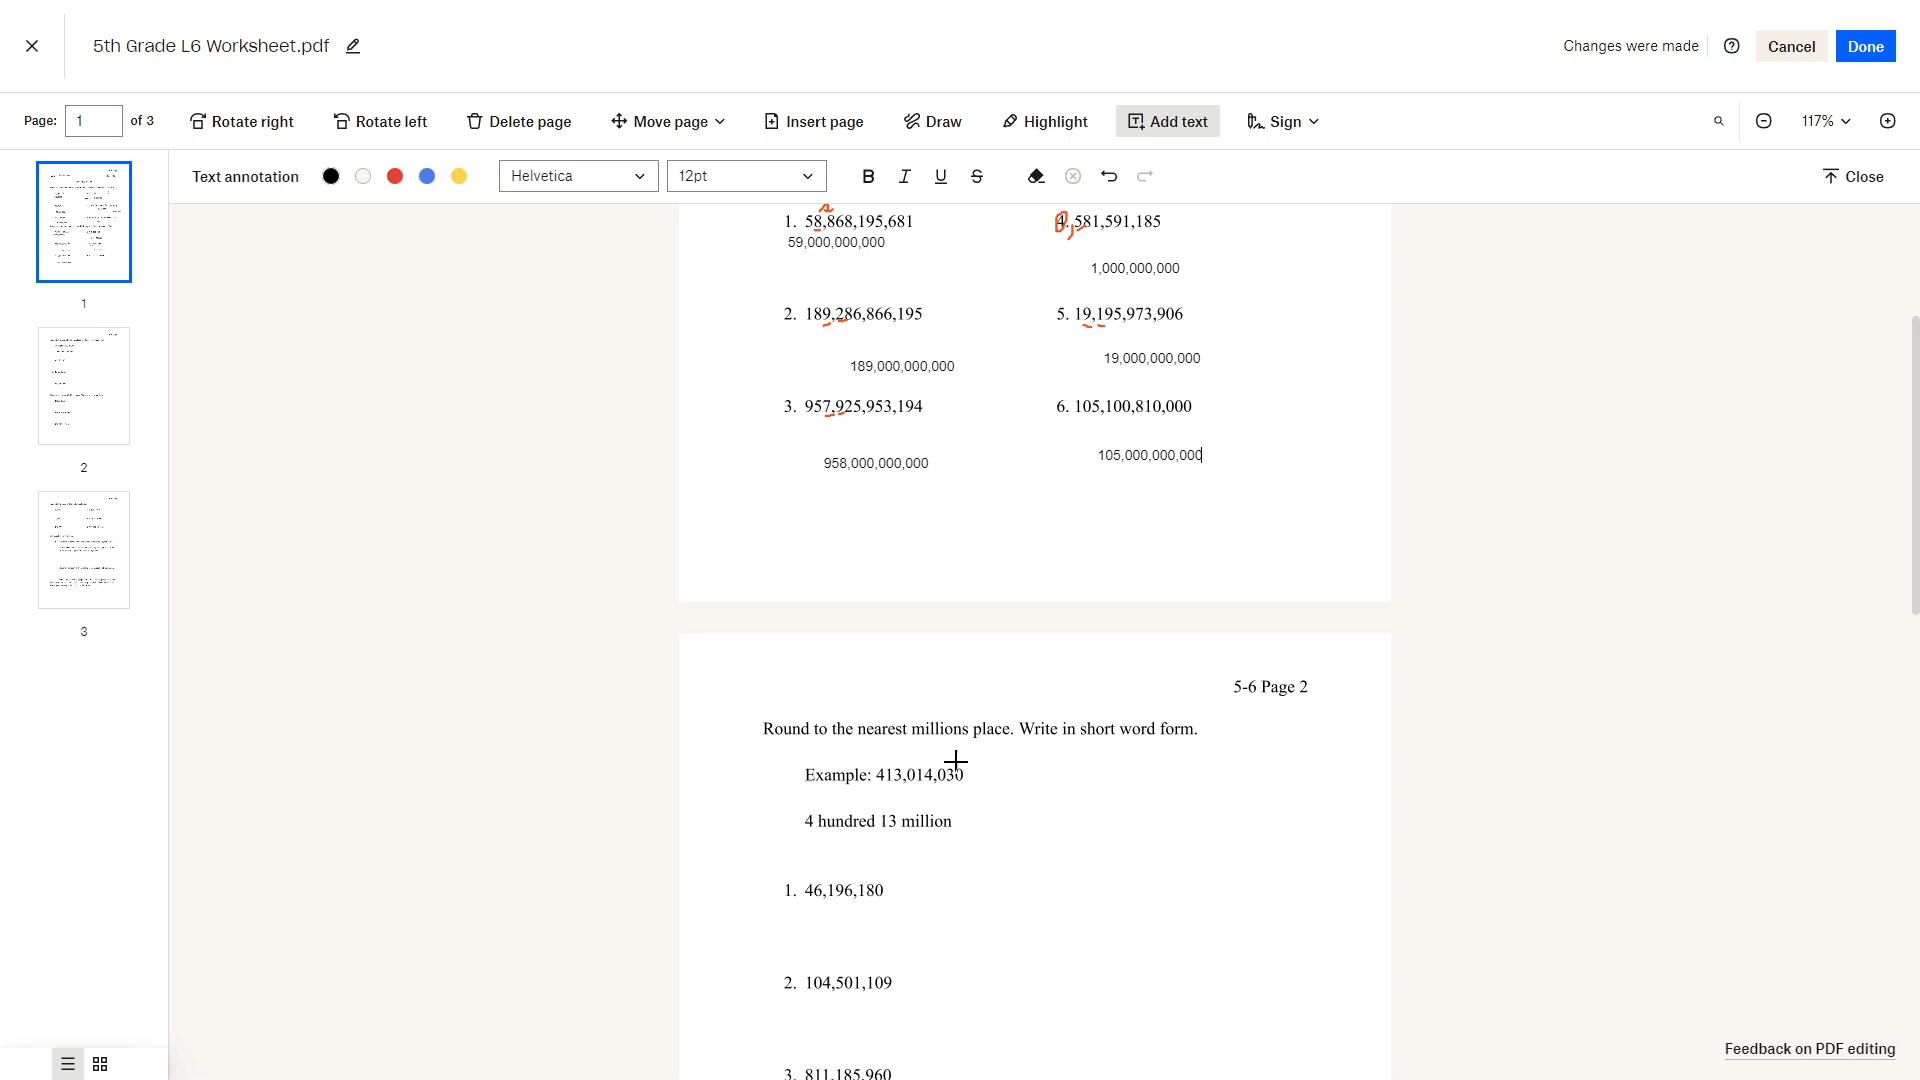 5th Grade L6 Worksheet.pdf
Changes were made
Cancel
Done
Page: 1 of 3
Rotate right
Rotate left
Delete page
Move page
Insert page
Draw
Highlight
Add text
Sign
117%
Text annotation
Helvetica
12pt
B I U S
Close
1. 58,868,195,681
59,000,000,000
4. 581,591,185
1,000,000,000
2. 189,286,866,195
189,000,000,000
5. 19,195,973,906
19,000,000,000
3. 957,925,953,194
958,000,000,000
6. 105,100,810,000
105,000,000,000
5-6 Page 2
Round to the nearest millions place. Write in short word form.
Example: 413,014,030
4 hundred 13 million
1. 46,196,180
2. 104,501,109
3. 811,185,960
1
2
3
Feedback on PDF editing